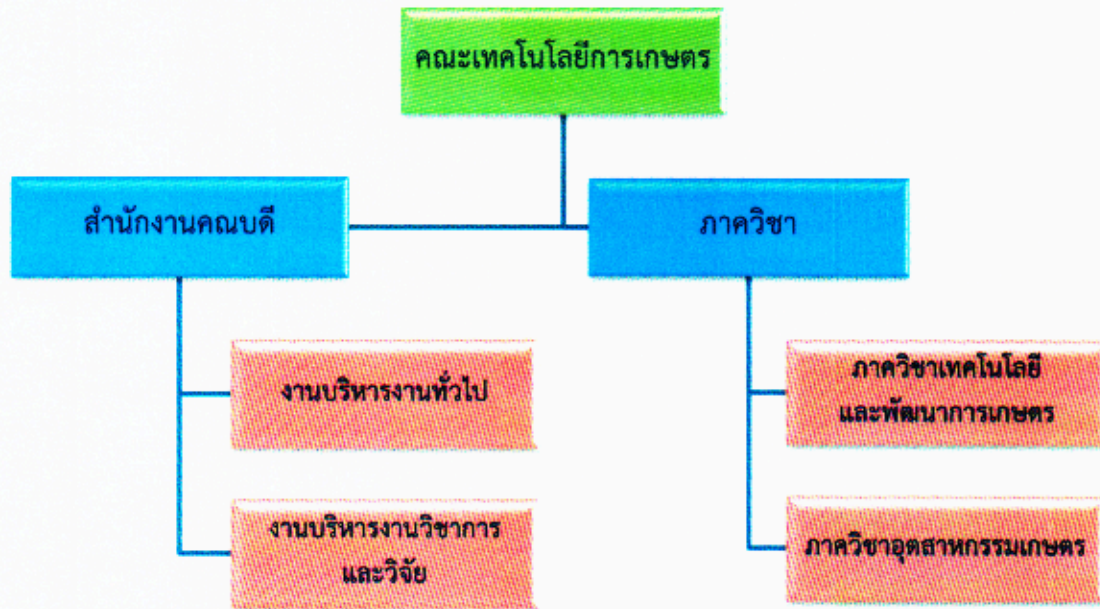 คณะเทคโนโลยีการเกษตร
สำนักงานคณบดี
ภาควิชา
งานบริหารงานทั่วไป
ภาควิชาเทคโนโลยี
และพัฒนาการเกษตร
งานบริหารงานวิชาการ
และวิจัย
ภาควิชาอุตสาหกรรมเกษตร